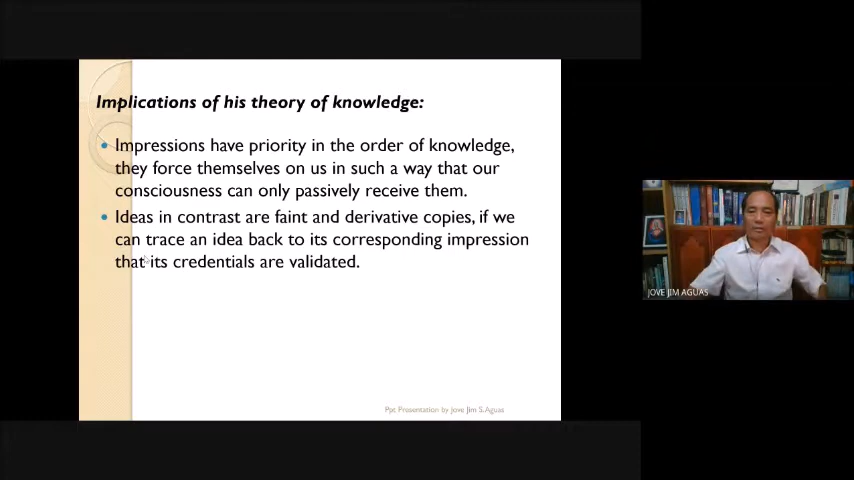 Implications of his theory of knowledge:
Impressions have priority in the order of knowledge,
they force themselves on us in such a way that our
consciousness can only passively receive them.
Ideas in contrast are faint and derivative copies, if we
can trace an idea back to its corresponding impression
that its credentials are validated.
Ppt Presentation by Jove Jim S. Aguas
JOVE JIM AGUAS